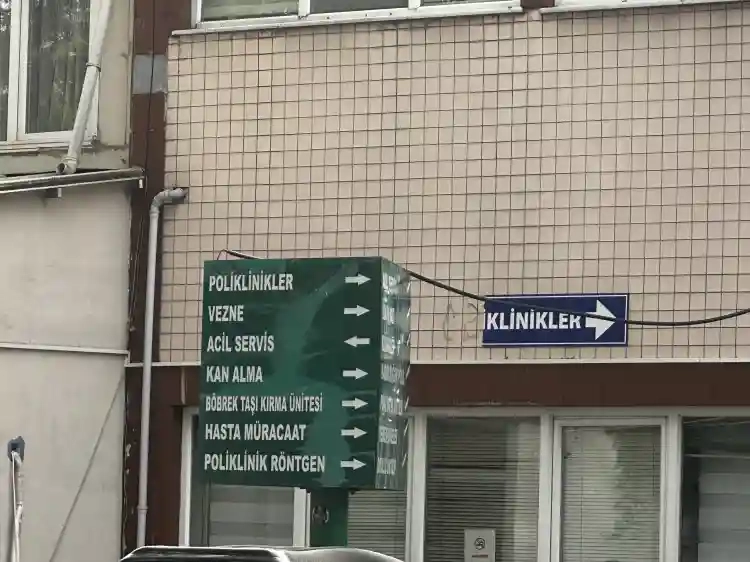 POLİKLİNİKLER
VEZNE
ACİL SERVİS
KAN ALMA
BÖBREK TAŞI KIRMA ÜNİTESİ
HASTA MÜRACAAT
POLİKLİNİK RÖNTGEN
KLİNİKLER